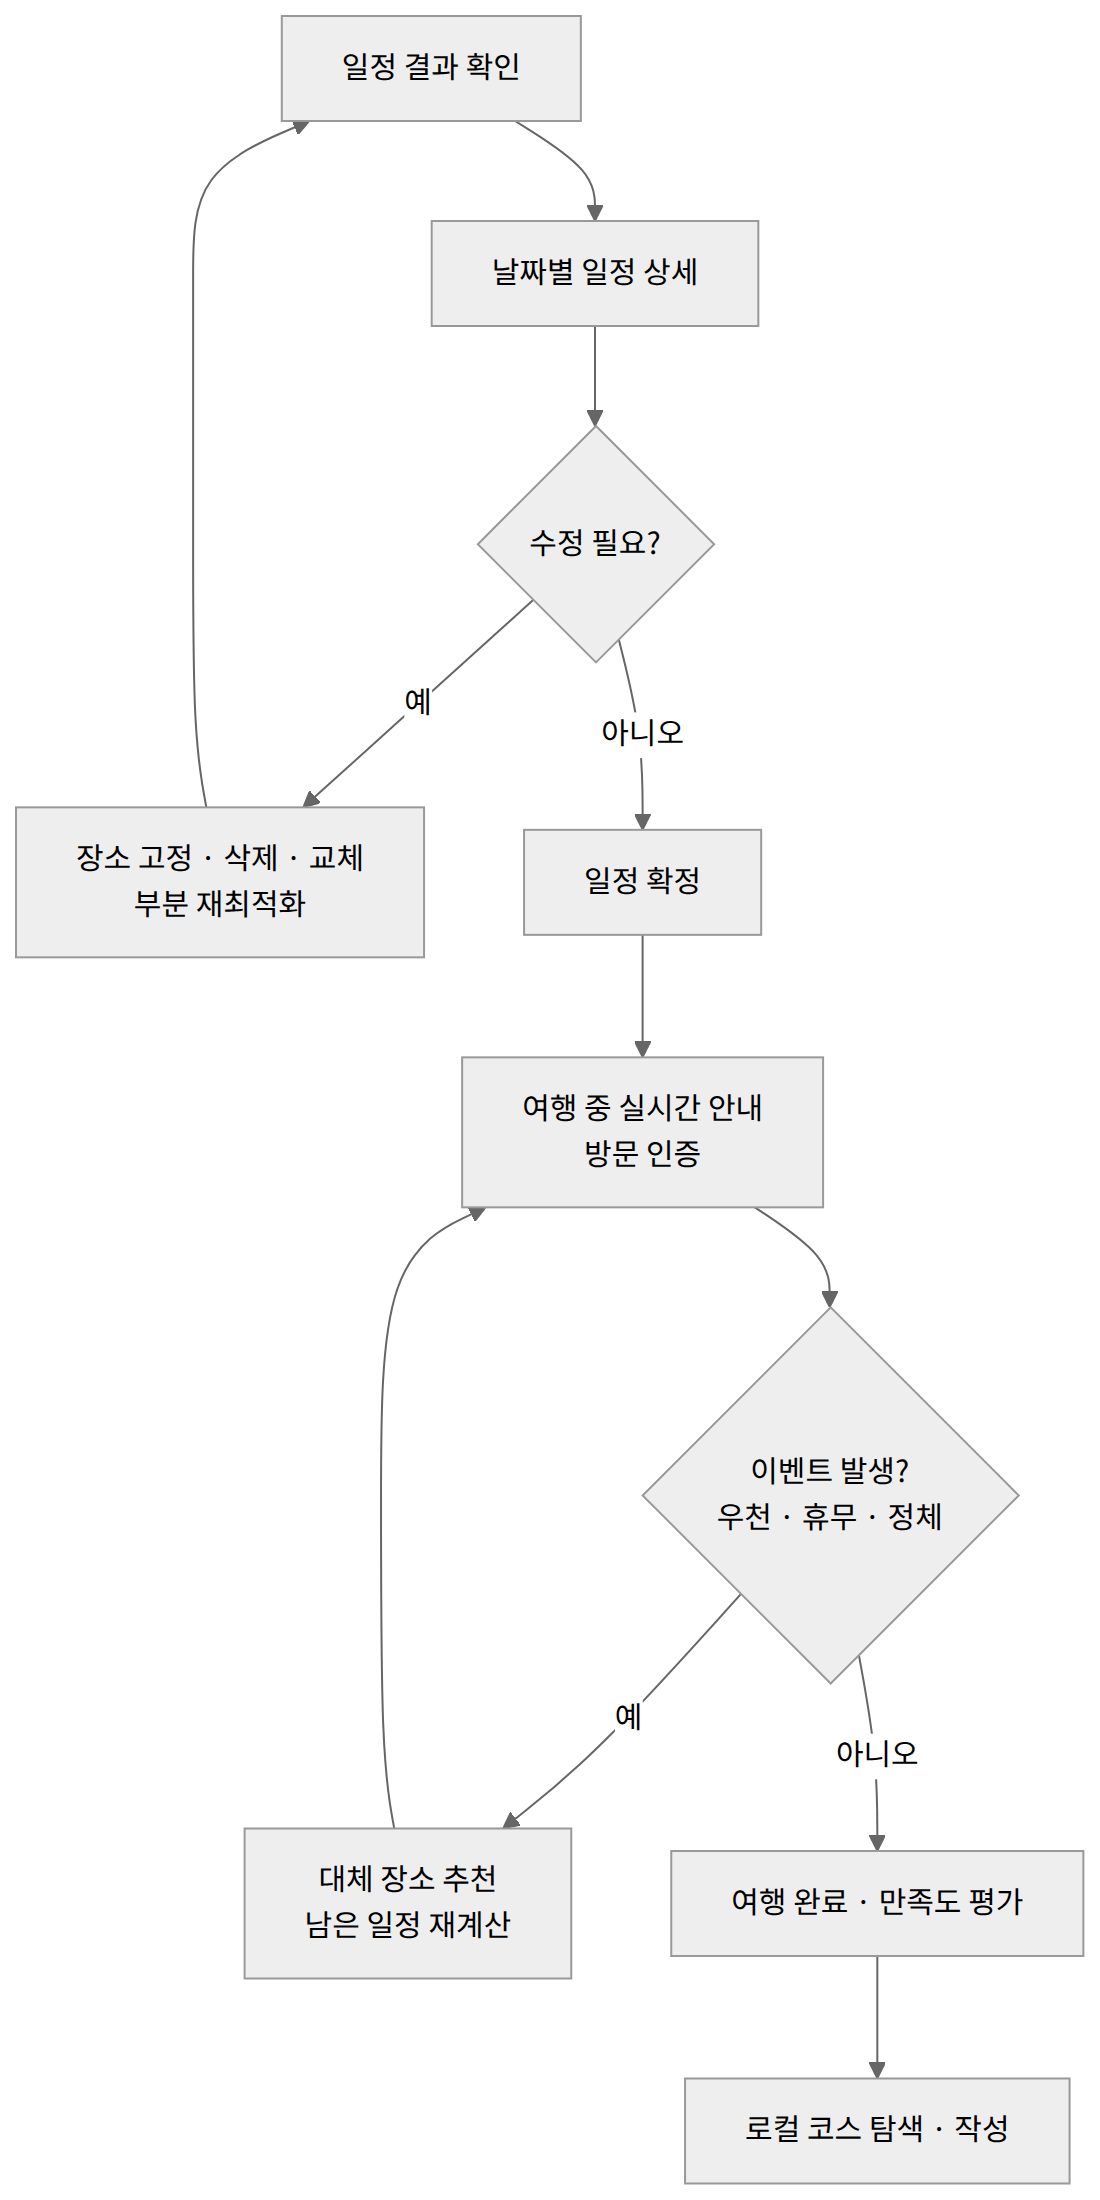 일정 결과 확인
날짜별 일정 상세
수정 필요?
예
아니오
장소 고정 · 삭제 · 교체
부분 재최적화
일정 확정
여행 중 실시간 안내
방문 인증
이벤트 발생?
우천 · 휴무 · 정체
예
아니오
대체 장소 추천
남은 일정 재계산
여행 완료 · 만족도 평가
로컬 코스 탐색 · 작성